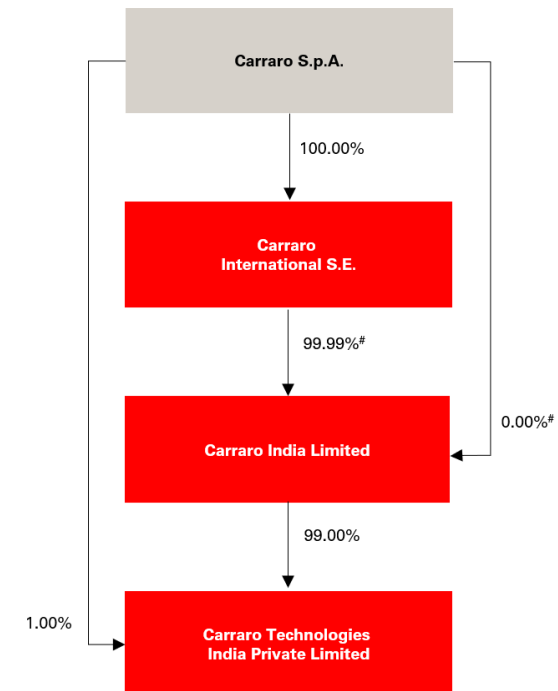 Carraro S.p.A.
100.00%
Carraro
International S.E.
99.99%#
0.00%#
Carraro India Limited
99.00%
1.00%
Carraro Technologies
India Private Limited